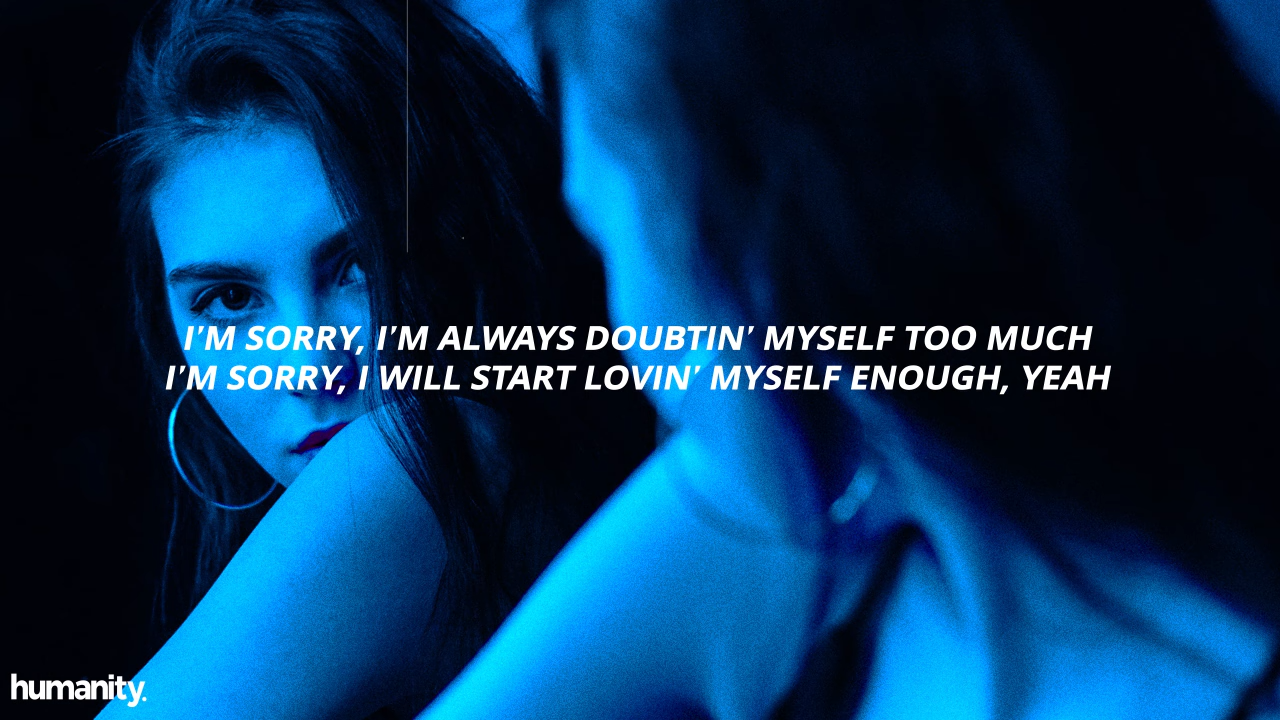 I'M SORRY, I'M ALWAYS DOUBTIN' MYSELF TOO MUCH
I'M SORRY, I WILL START LOVIN' MYSELF ENOUGH, YEAH
humanity.